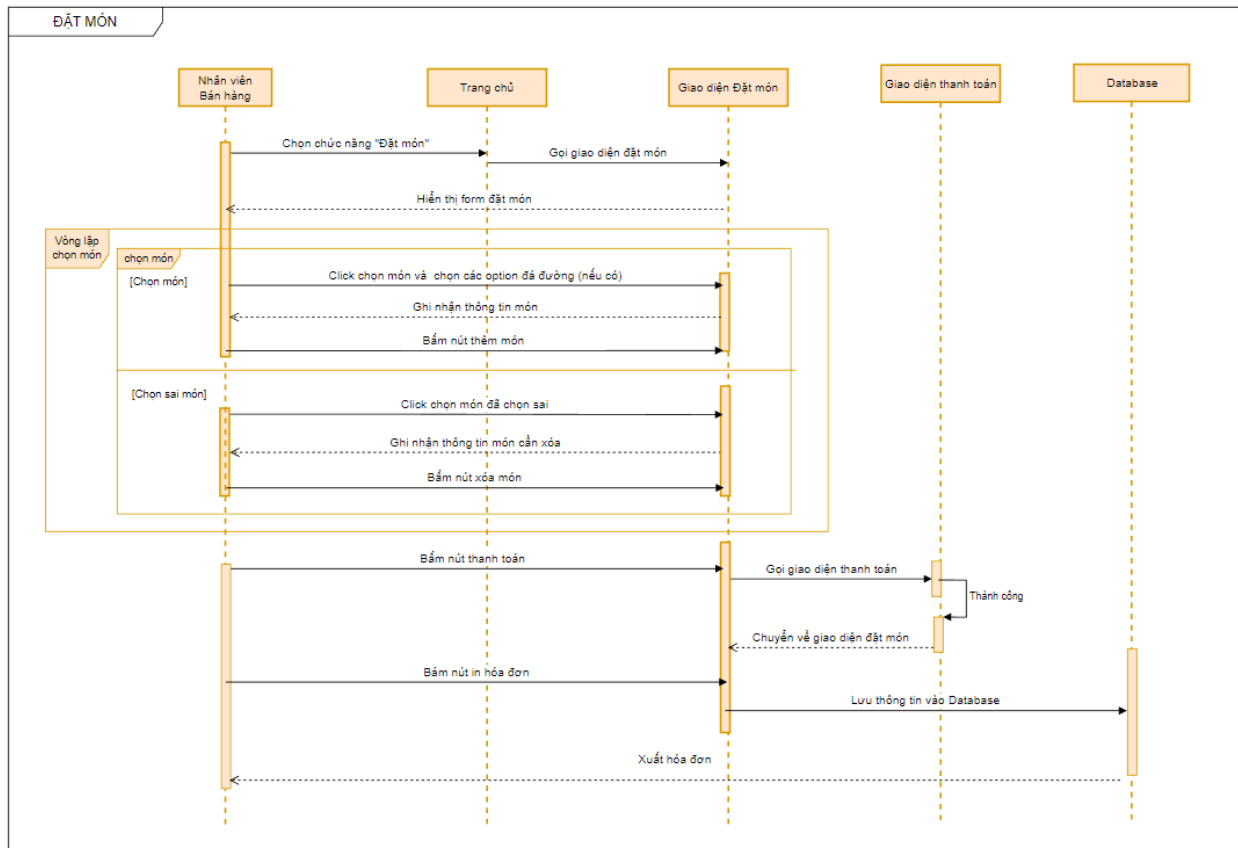 ĐẶT MÓN
Nhân viên
Bán hàng
Trang chủ
Giao diện Đặt món
Giao diện thanh toán
Database
Chọn chức năng "Đặt món"
Gọi giao diện đặt món
Hiển thị form đặt món
Vòng lặp
chọn món
chọn món
[Chọn món]
Click chọn món và chọn các option đá đường (nếu có)
Ghi nhận thông tin món
Bấm nút thêm món
[Chọn sai món]
Click chọn món đã chọn sai
Ghi nhận thông tin món cần xóa
Bấm nút xóa món
Bấm nút thanh toán
Gọi giao diện thanh toán
Thành công
Chuyển về giao diện đặt món
Bấm nút in hóa đơn
Lưu thông tin vào Database
Xuất hóa đơn